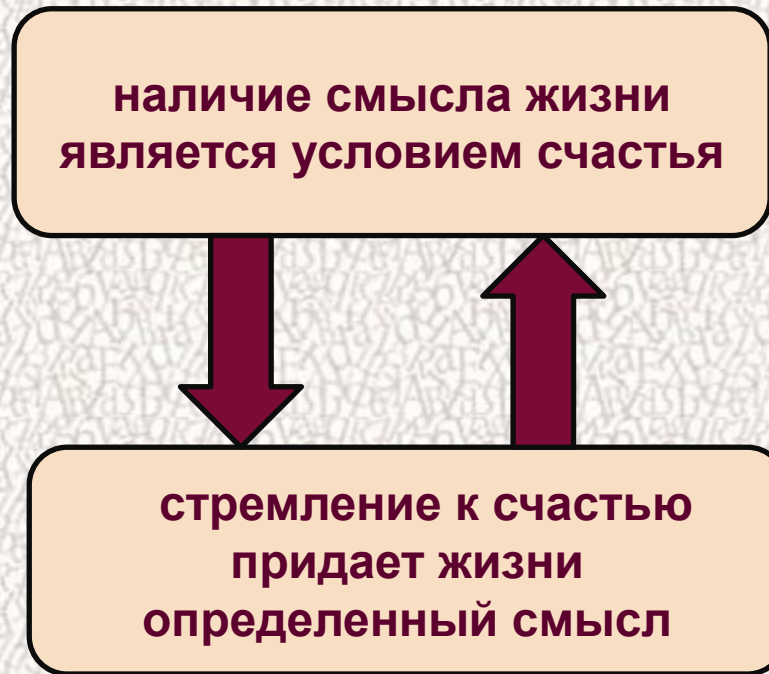 наличие смысла жизни
является условием счастья
стремление к счастью
придает жизни
определенный смысл